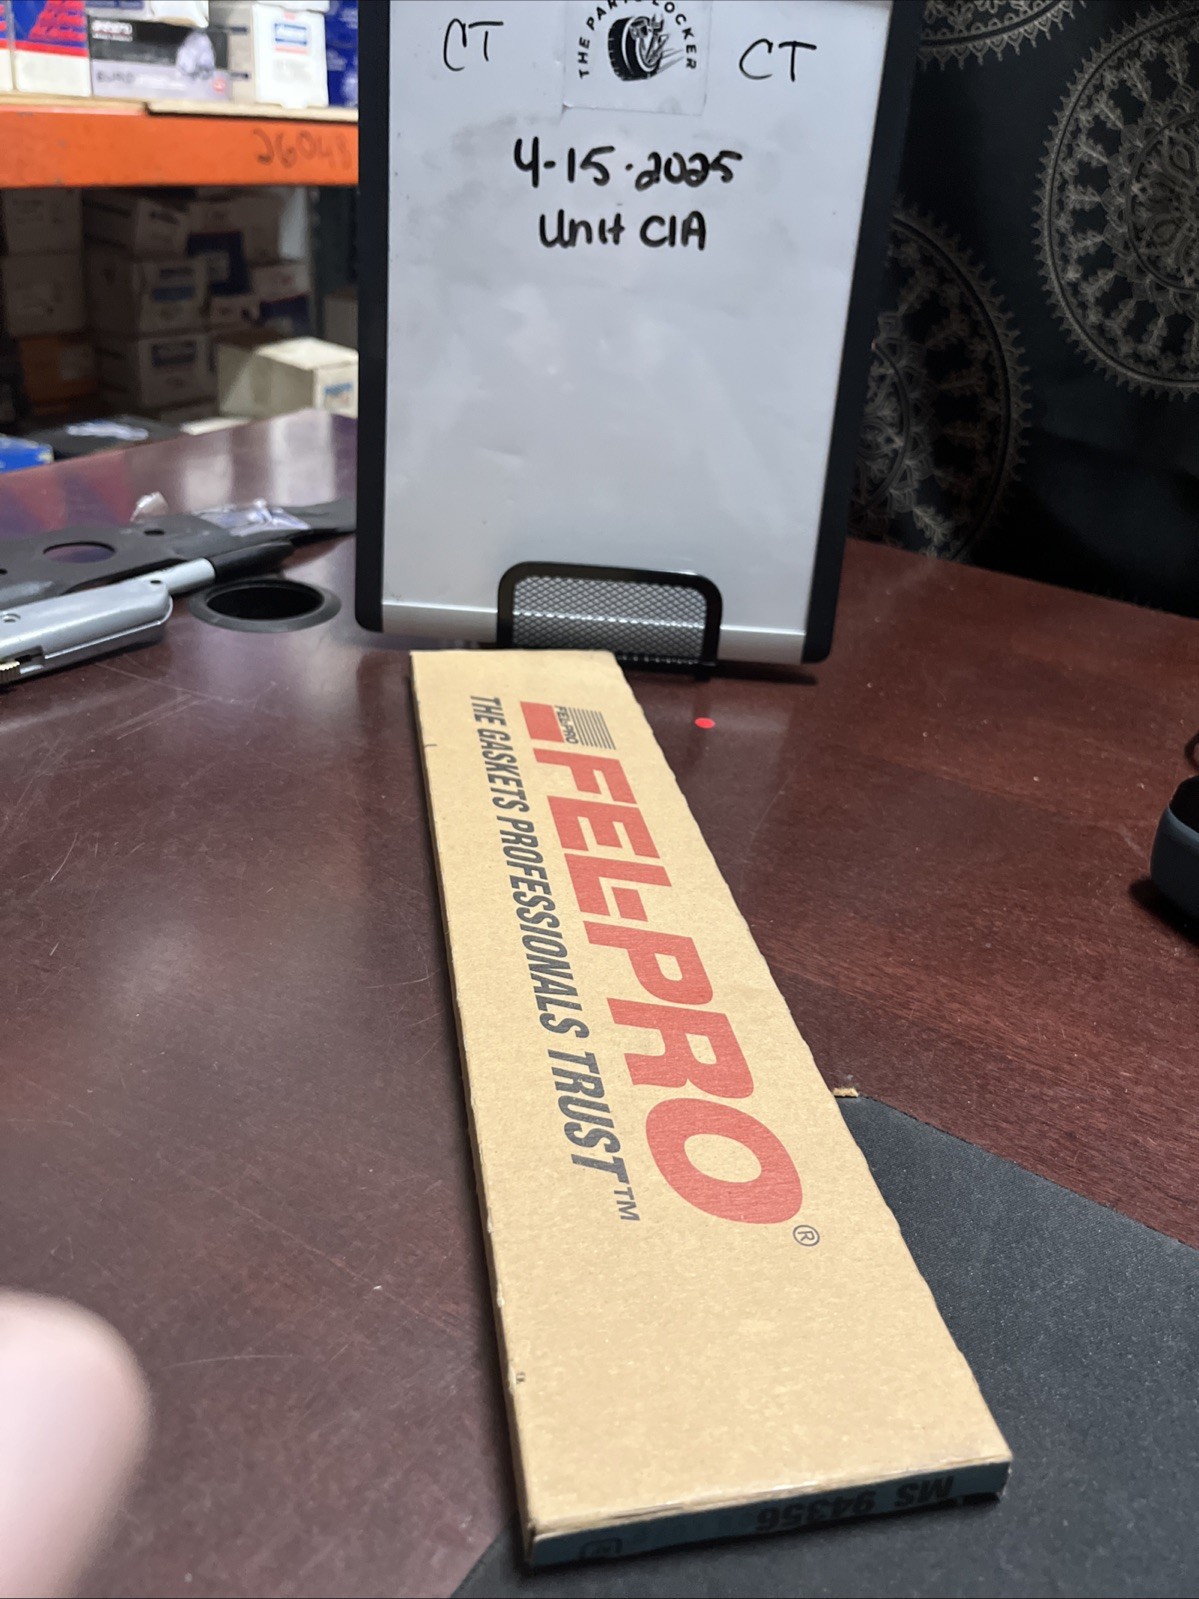 CT
THE PARTS LOCKER
CT
4-15-2025
Unit C1A
26048
EURO
FEL-PRO
FEL-PRO®
THE GASKETS PROFESSIONALS TRUST™
MS 94356